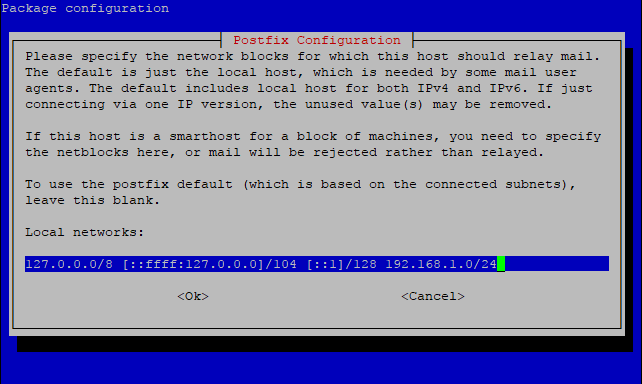 Package configuration
Postfix Configuration
Please specify the network blocks for which this host should relay mail.
The default is just the local host, which is needed by some mail user
agents. The default includes local host for both IPv4 and IPv6. If just
connecting via one IP version, the unused value(s) may be removed.
If this host is a smarthost for a block of machines, you need to specify
the netblocks here, or mail will be rejected rather than relayed.
To use the postfix default (which is based on the connected subnets),
leave this blank.
Local networks:
127.0.0.0/8 [::ffff:127.0.0.0]/104 [::1]/128 192.168.1.0/24
<Ok> <Cancel>